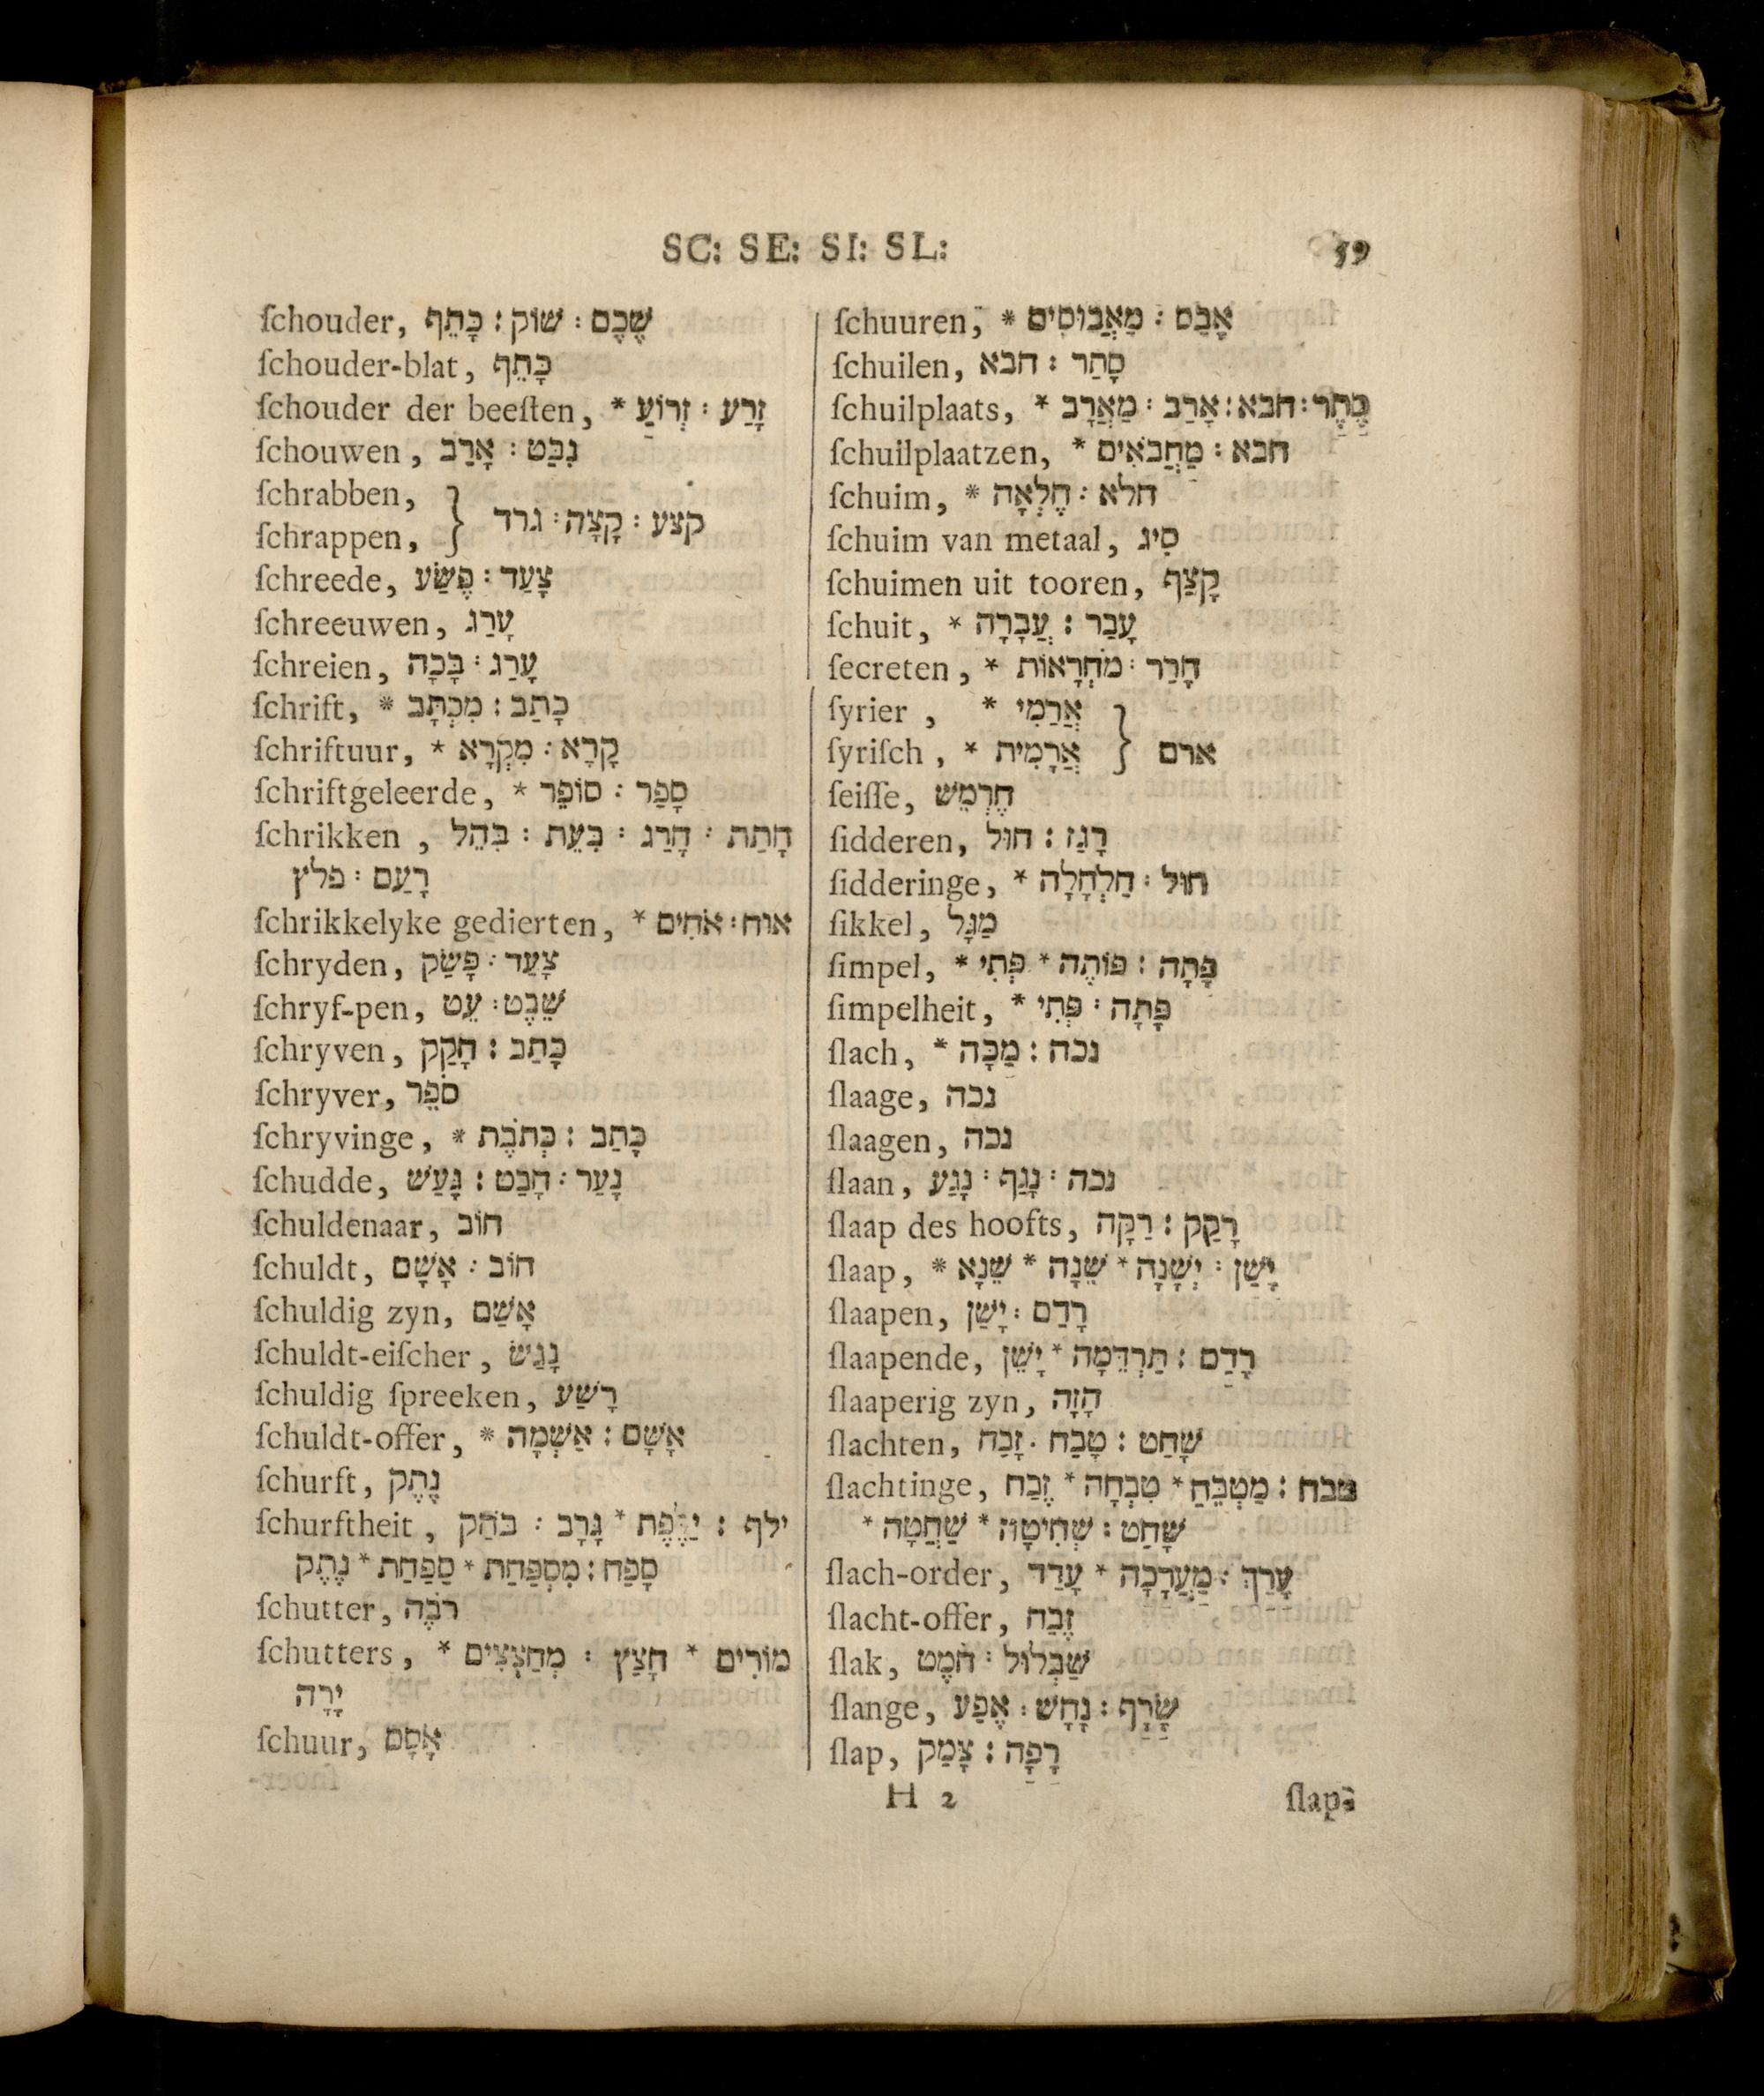 SC: SE: SI: SL: 59
ſchouder, שֶׁכֶם : שׁוֹק : כָּתֵף
ſchouder-blat, כָּתֵף
ſchouder der beeſten, * זָרַע : זְרוֹעַ
ſchouwen, נִבַּט : אָרַב
ſchrabben,
ſchrappen, } קצע : קָצָה : גרד
ſchreede, צָעַד : פֶּשַׂע
ſchreeuwen, עָרַג
ſchreien, עָרַג : בָּכָה
ſchrift, * כָּתַב : מִכְתָּב
ſchriftuur, * קָרָא : מִקְרָא
ſchriftgeleerde, * סָפַר : סוֹפֵר
ſchrikken, חָתַת : הָרַג : בִּעֵת : בִּהֵל
רָעַם : פלץ
ſchrikkelyke gedierten, * אוח : אֹחִים
ſchryden, צָעַד : פָּשַׂק
ſchryf-pen, שֵׁבֶט : עֵט
ſchryven, כָּתַב : חָקַק
ſchryver, סֹפֵר
ſchryvinge, * כָּתַב : כְּתֹבֶת
ſchudde, נָעַר : חָבַט : גָּעַשׁ
ſchuldenaar, חוֹב
ſchuldt, חוֹב : אָשָׁם
ſchuldig zyn, אָשַׁם
ſchuldt-eiſcher, נָגַשׂ
ſchuldig ſpreeken, רָשַׁע
ſchuldt-offer, * אָשָׁם : אַשְׁמָה
ſchurft, נֶתֶק
ſchurftheit, ילף : יַלֶּפֶת * גָּרָב : בֹּהַק
סָפַח : מִסְפַּחַת * סַפַּחַת * נֶתֶק
ſchutter, רֹבֶה
ſchutters, * מוֹרִים * חָצַץ : מְחַצְצִים
יָרָה
ſchuur, אָסָם
ſchuuren, * אָבַס : מַאֲבוּסִים
ſchuilen, סָתַר : חבא
ſchuilplaats, * סֵתֶר : חבא : אָרַב : מַאֲרָב
ſchuilplaatzen, * חבא : מַחֲבֹאִים
ſchuim, * חלא : חֶלְאָה
ſchuim van metaal, סִיג
ſchuimen uit tooren, קָצַף
ſchuit, * עָבַר : עֲבָרָה
ſecreten, * חָרַר : מֹחְרָאוֹת
ſyrier, * אֲרַמִי
ſyriſch, * אֲרָמִית } ארם
ſeiſſe, חֶרְמֵשׁ
ſidderen, רָגַז : חוּל
ſidderinge, * חוּל : חַלְחָלָה
ſikkel, מַגָּל
ſimpel, * פָּתָה : פּוֹתֶה * פְּתִי
ſimpelheit, * פָּתָה : פְּתִי
ſlach, * נכה : מַכָּה
ſlaage, נכה
ſlaagen, נכה
ſlaan, נכה : נָגַף : נָגַע
ſlaap des hoofts, רָקַק : רַקָּה
ſlaap, * יָשַׁן : יְשָׁנָה * שֵׁנָה * שֵׁנָא
ſlaapen, רָדַם : יָשַׁן
ſlaapende, רָדַם : תַּרְדֵּמָה * יָשֵׁן
ſlaaperig zyn, הָזָה
ſlachten, שָׁחַט : טָבַח . זָבַח
ſlachtinge, טבח : מַטְבֵּחַ * טִבְחָה * זֶבַח
שָׁחַט : שְׁחִיטָה * שַׁחֲטָה *
ſlach-order, עָרַךְ : מַעֲרָכָה * עָדַד
ſlacht-offer, זֶבַח
ſlak, שַׁבְּלוּל : חֹמֶט
ſlange, שָׂרָף : נָחָשׁ : אֶפַע
ſlap, רָפָה : צָמַק
H 2 ſlap-